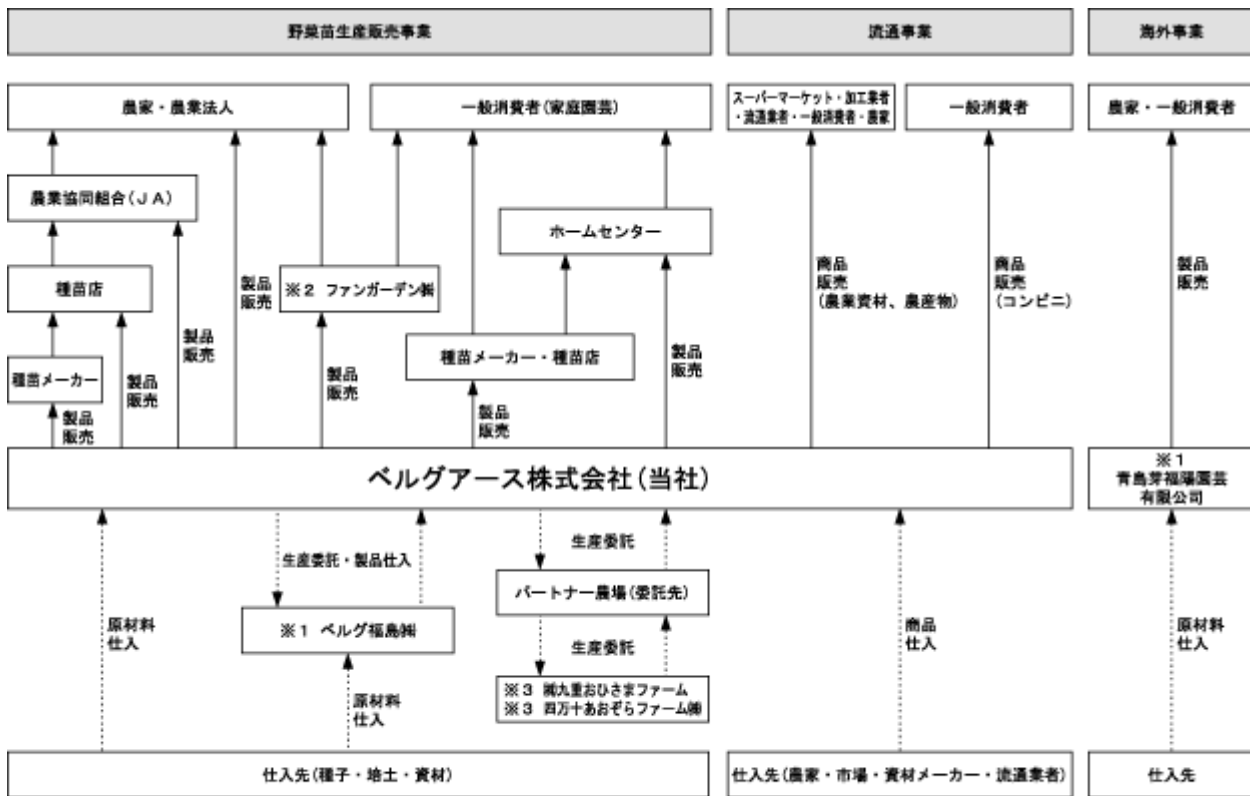 野菜苗生産販売事業
流通事業
海外事業
農家・農業法人
一般消費者(家庭園芸)
スーパーマーケット・加工業者
・流通業者・一般消費者・農家
一般消費者
農家・一般消費者
農業協同組合(JA)
ホームセンター
種苗店
※2 ファンガーデン㈱
製品
販売
商品
販売
(農業資材、農産物)
商品
販売
(コンビニ)
製品
販売
種苗メーカー
製品
販売
製品
販売
製品
販売
製品
販売
種苗メーカー・種苗店
製品
販売
製品
販売
ベルグアース株式会社(当社)
※1
青島芽福陽園芸
有限公司
生産委託・製品仕入
生産委託
パートナー農場(委託先)
原材料
仕入
※1 ベルグ福島㈱
生産委託
商品
仕入
原材料
仕入
※3 ㈱九重おひさまファーム
※3 四万十あおぞらファーム㈱
原材料
仕入
仕入先(種子・培土・資材)
仕入先(農家・市場・資材メーカー・流通業者)
仕入先